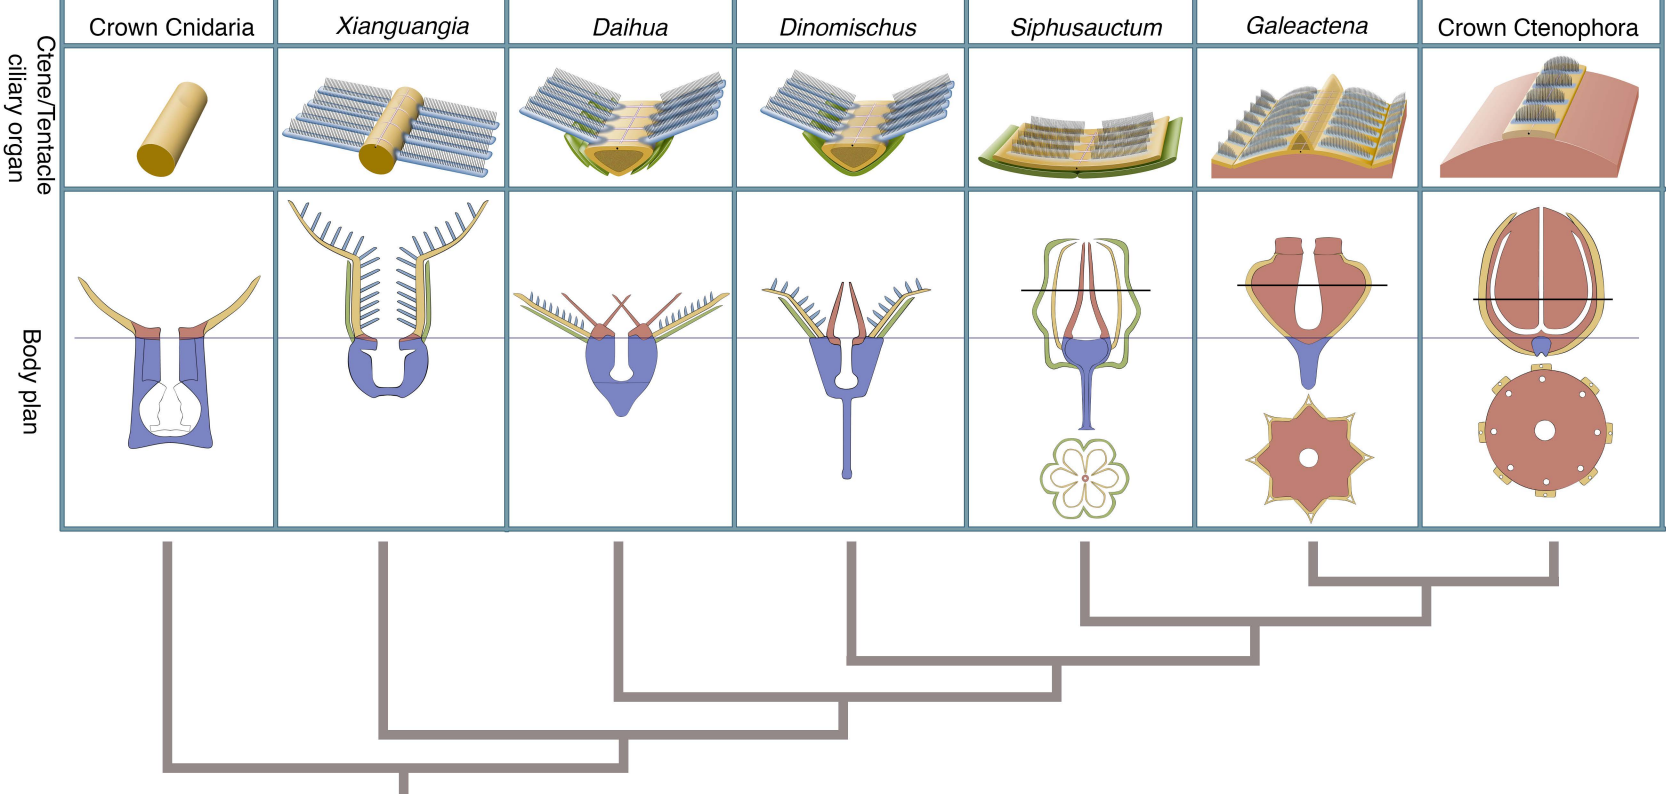 Crown Cnidaria
Xianguangia
Daihua
Dinomischus
Siphusauctum
Galeactena
Crown Ctenophora
Ctene/Tentacle
ciliary organ
Body plan